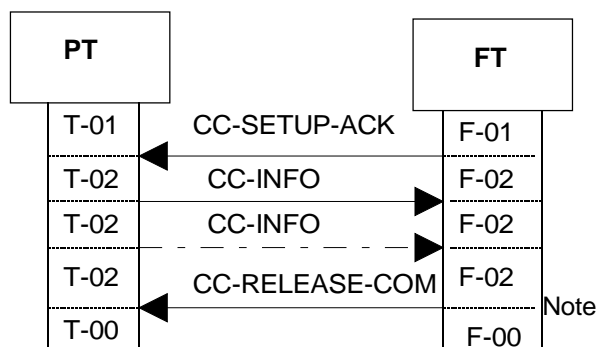 PT FT
T-01 CC-SETUP-ACK F-01
T-02 CC-INFO F-02
T-02 CC-INFO F-02
T-02 CC-RELEASE-COM F-02
Note
T-00 F-00